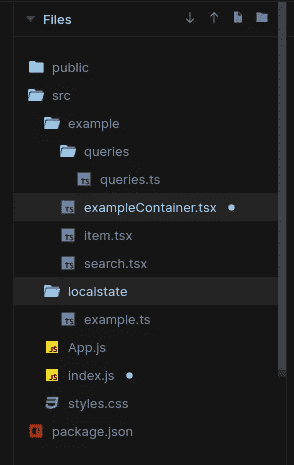 Files
public
src
example
queries
TS queries.ts
TS exampleContainer.tsx
TS item.tsx
TS search.tsx
localstate
TS example.ts
JS App.js
JS index.js
styles.css
package.json